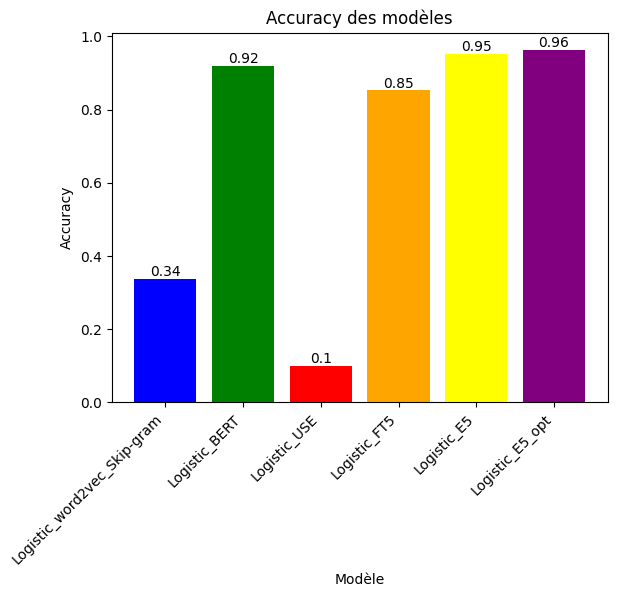 Accuracy des modèles
1.0
0.8
0.6
0.4
0.2
0.0
Accuracy
0.34
0.92
0.1
0.85
0.95
0.96
Logistic_word2vec_Skip-gram
Logistic_BERT
Logistic_USE
Logistic_FT5
Logistic_E5
Logistic_E5_opt
Modèle